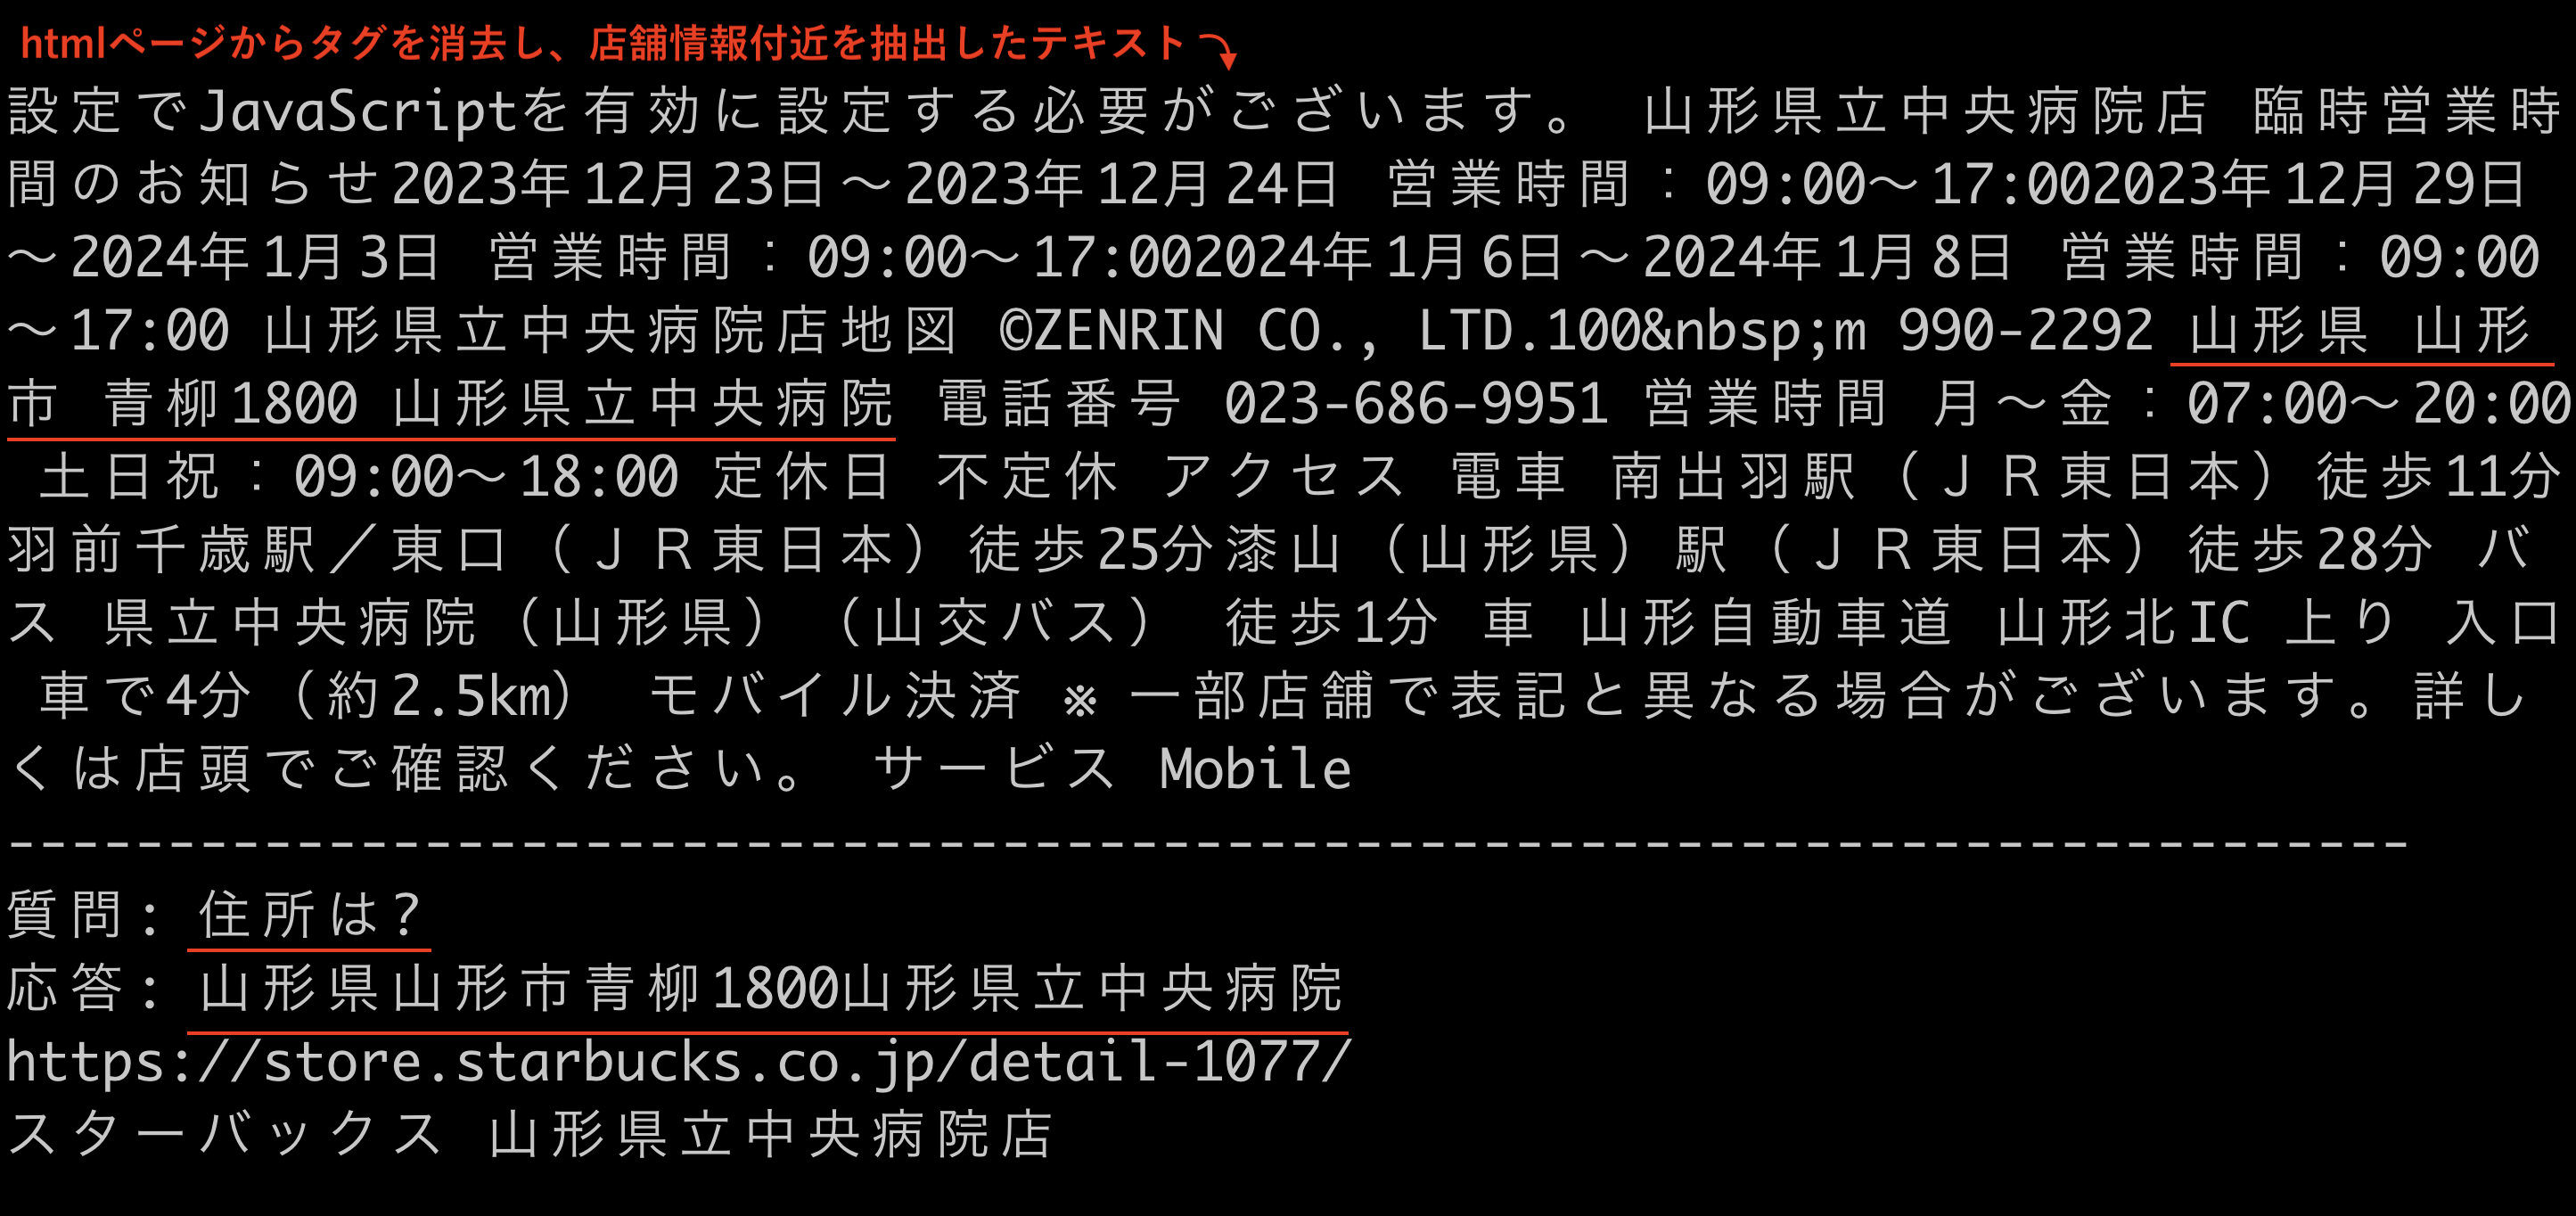 htmlページからタグを消去し、店舗情報付近を抽出したテキスト
設定でJavaScriptを有効に設定する必要がございます。 山形県立中央病院店 臨時営業時
間のお知らせ2023年12月23日〜2023年12月24日 営業時間：09:00〜17:002023年12月29日
〜2024年1月3日 営業時間：09:00〜17:002024年1月6日〜2024年1月8日 営業時間：09:00
〜17:00 山形県立中央病院店地図 ©ZENRIN CO., LTD.100&nbsp;m 990-2292 山形県 山形
市 青柳1800 山形県立中央病院 電話番号 023-686-9951 営業時間 月〜金：07:00〜20:00
土日祝：09:00〜18:00 定休日 不定休 アクセス 電車 南出羽駅（ＪＲ東日本）徒歩11分
羽前千歳駅／東口（ＪＲ東日本）徒歩25分漆山（山形県）駅（ＪＲ東日本）徒歩28分 バ
ス 県立中央病院（山形県）（山交バス） 徒歩1分 車 山形自動車道 山形北IC 上り 入口
車で4分（約2.5km） モバイル決済 ※ 一部店舗で表記と異なる場合がございます。詳し
くは店頭でご確認ください。 サービス Mobile
---------------------------------------------------------------------------
質問: 住所は?
応答: 山形県山形市青柳1800山形県立中央病院
https://store.starbucks.co.jp/detail-1077/
スターバックス 山形県立中央病院店